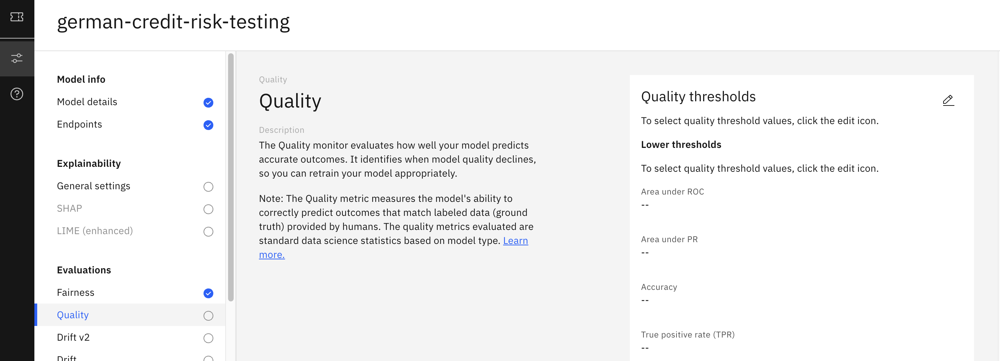 german-credit-risk-testing
Model info
Model details
Endpoints
Explainability
General settings
SHAP
LIME (enhanced)
Evaluations
Fairness
Quality
Drift v2
Drift
Quality
Quality
Description
The Quality monitor evaluates how well your model predicts
accurate outcomes. It identifies when model quality declines,
so you can retrain your model appropriately.
Note: The Quality metric measures the model's ability to
correctly predict outcomes that match labeled data (ground
truth) provided by humans. The quality metrics evaluated are
standard data science statistics based on model type. Learn
more.
Quality thresholds
To select quality threshold values, click the edit icon.
Lower thresholds
To select quality threshold values, click the edit icon.
Area under ROC
--
Area under PR
--
Accuracy
--
True positive rate (TPR)
--